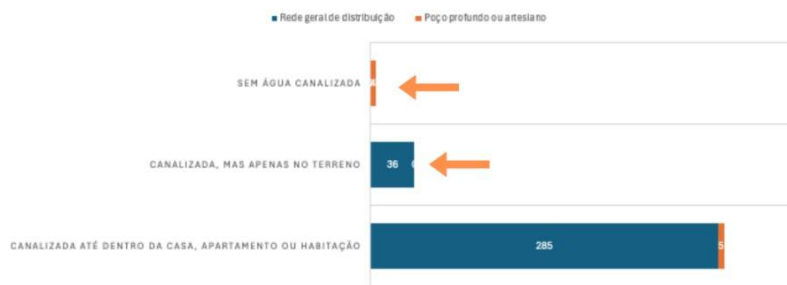 Rede geral de distribuição Poço profundo ou artesiano
SEM ÁGUA CANALIZADA
CANALIZADA, MAS APENAS NO TERRENO 36
CANALIZADA ATÉ DENTRO DA CASA, APARTAMENTO OU HABITAÇÃO 285 5